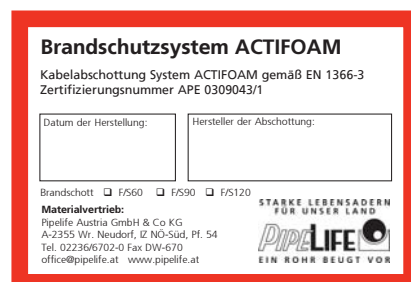 Brandschutzsystem ACTIFOAM
Kabelabschottung System ACTIFOAM gemäß EN 1366-3
Zertifizierungsnummer APE 0309043/1
Datum der Herstellung:
Hersteller der Abschottung:
Brandschott ❑ F/S60 ❑ F/S90 ❑ F/S120
Materialvertrieb:
Pipelife Austria GmbH & Co KG
A-2355 Wr. Neudorf, IZ NÖ-Süd, Pf. 54
Tel. 02236/6702-0 Fax DW-670
office@pipelife.at www.pipelife.at
STARKE LEBENSADERN
FÜR UNSER LAND
PIPELIFE
EIN ROHR BEUGT VOR